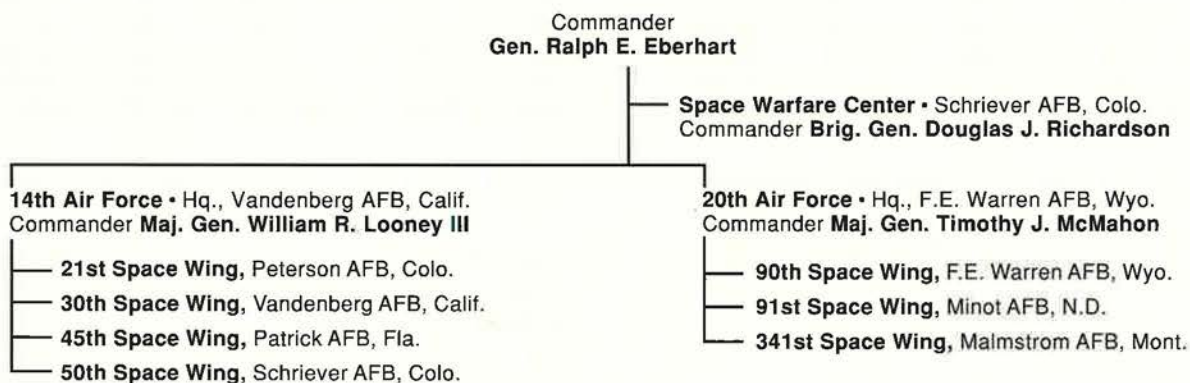 Commander
Gen. Ralph E. Eberhart
Space Warfare Center • Schriever AFB, Colo.
Commander Brig. Gen. Douglas J. Richardson
14th Air Force • Hq., Vandenberg AFB, Calif.
Commander Maj. Gen. William R. Looney III
21st Space Wing, Peterson AFB, Colo.
30th Space Wing, Vandenberg AFB, Calif.
45th Space Wing, Patrick AFB, Fla.
50th Space Wing, Schriever AFB, Colo.
20th Air Force • Hq., F.E. Warren AFB, Wyo.
Commander Maj. Gen. Timothy J. McMahon
90th Space Wing, F.E. Warren AFB, Wyo.
91st Space Wing, Minot AFB, N.D.
341st Space Wing, Malmstrom AFB, Mont.